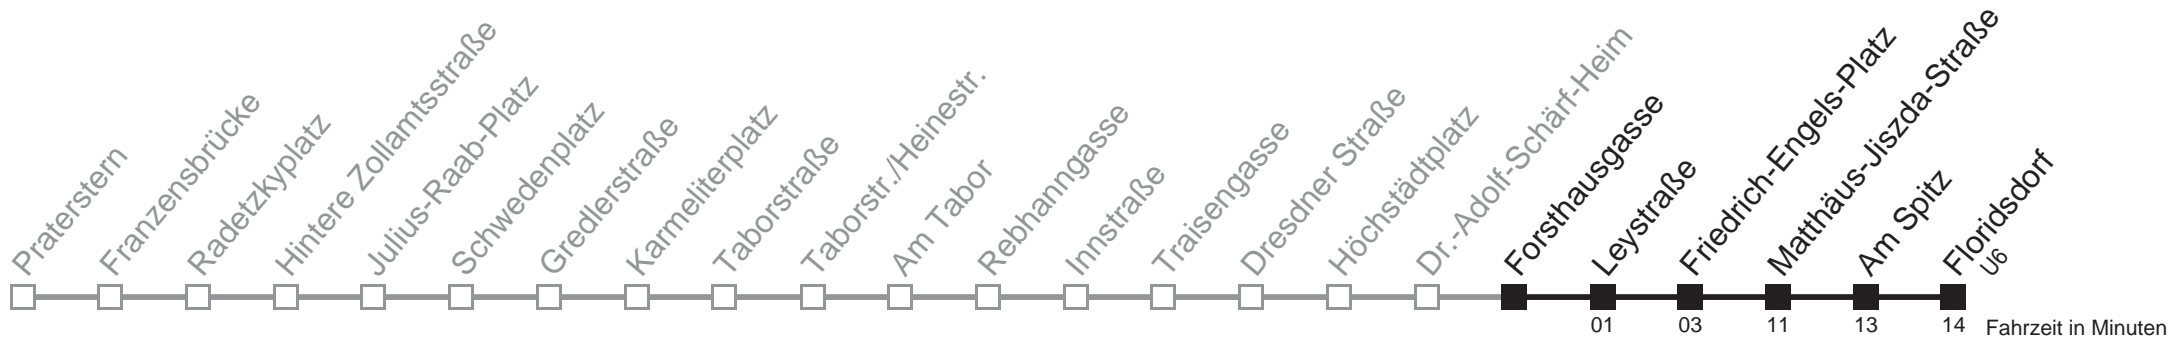 Praterstern
Franzensbrücke
Radetzkyplatz
Hintere Zollamtsstraße
Julius-Raab-Platz
Schwedenplatz
Gredlerstraße
Karmeliterplatz
Taborstraße
Taborstr./Heinestr.
Am Tabor
Rebhanngasse
Innstraße
Traisengasse
Dresdner Straße
Höchstädtplatz
Dr.-Adolf-Schärf-Heim
Forsthausgasse
Leystraße
Friedrich-Engels-Platz
Matthäus-Jiszda-Straße
Am Spitz
Floridsdorf
U6
01 03 11 13 14 Fahrzeit in Minuten